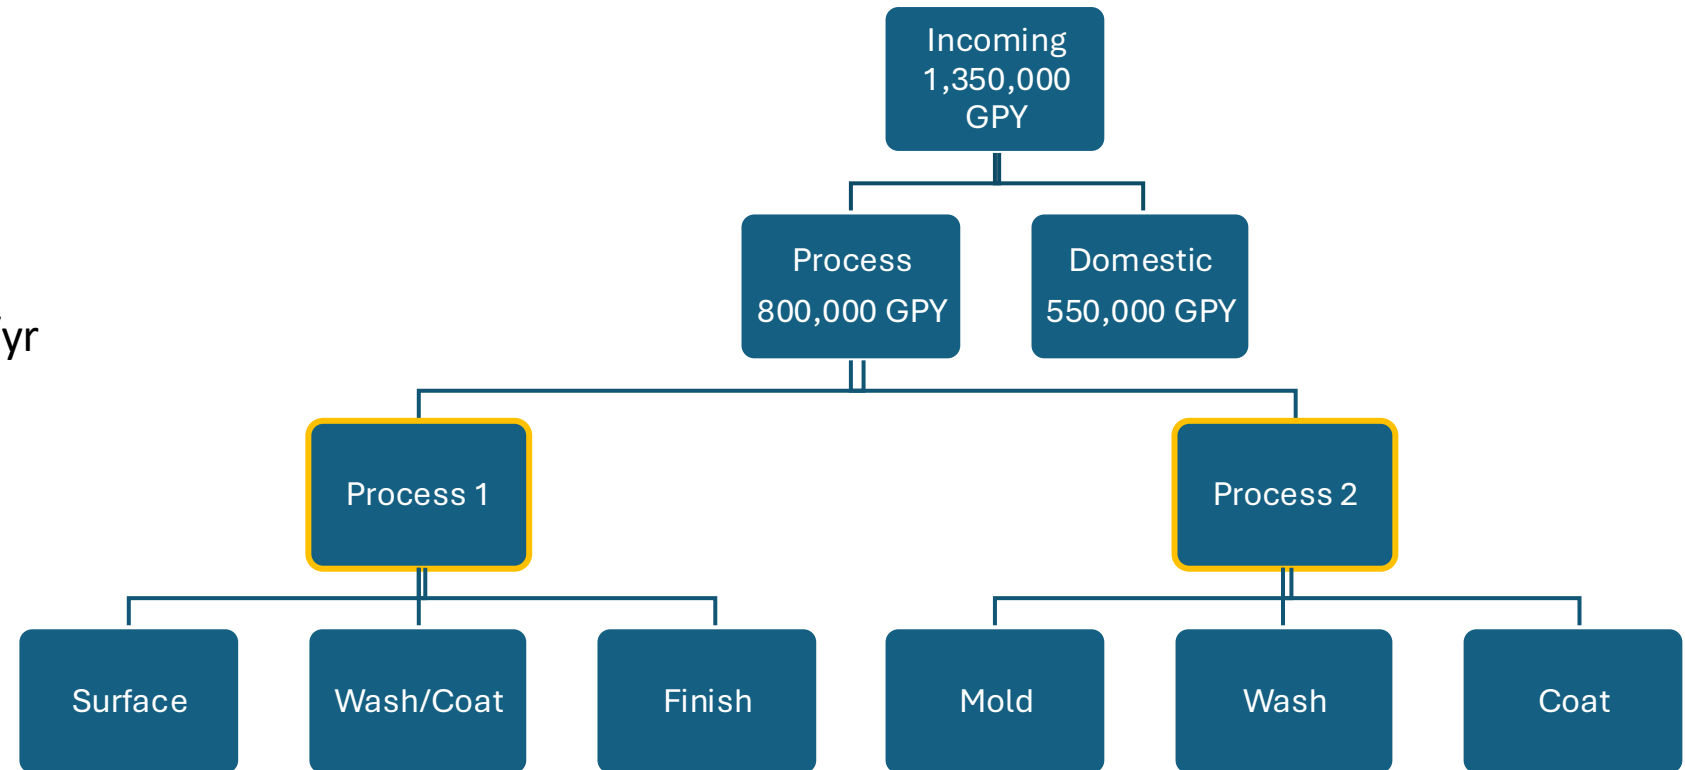 Incoming
1,350,000
GPY
Process
800,000 GPY
Domestic
550,000 GPY
/yr
Process 1
Process 2
Surface
Wash/Coat
Finish
Mold
Wash
Coat